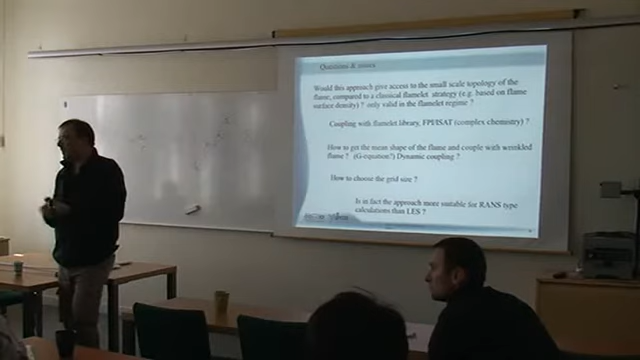 Questions & issues
Would this approach give access to the small scale topology of the
flame, compared to a classical flamelet strategy (e.g. based on flame
surface density) ? only valid in the flamelet regime ?
Coupling with flamelet library, FPI/ISAT (complex chemistry) ?
How to get the mean shape of the flame and couple with wrinkled
flame ? (G-equation?) Dynamic coupling ?
How to choose the grid size ?
Is in fact the approach more suitable for RANS type
calculations than LES ?